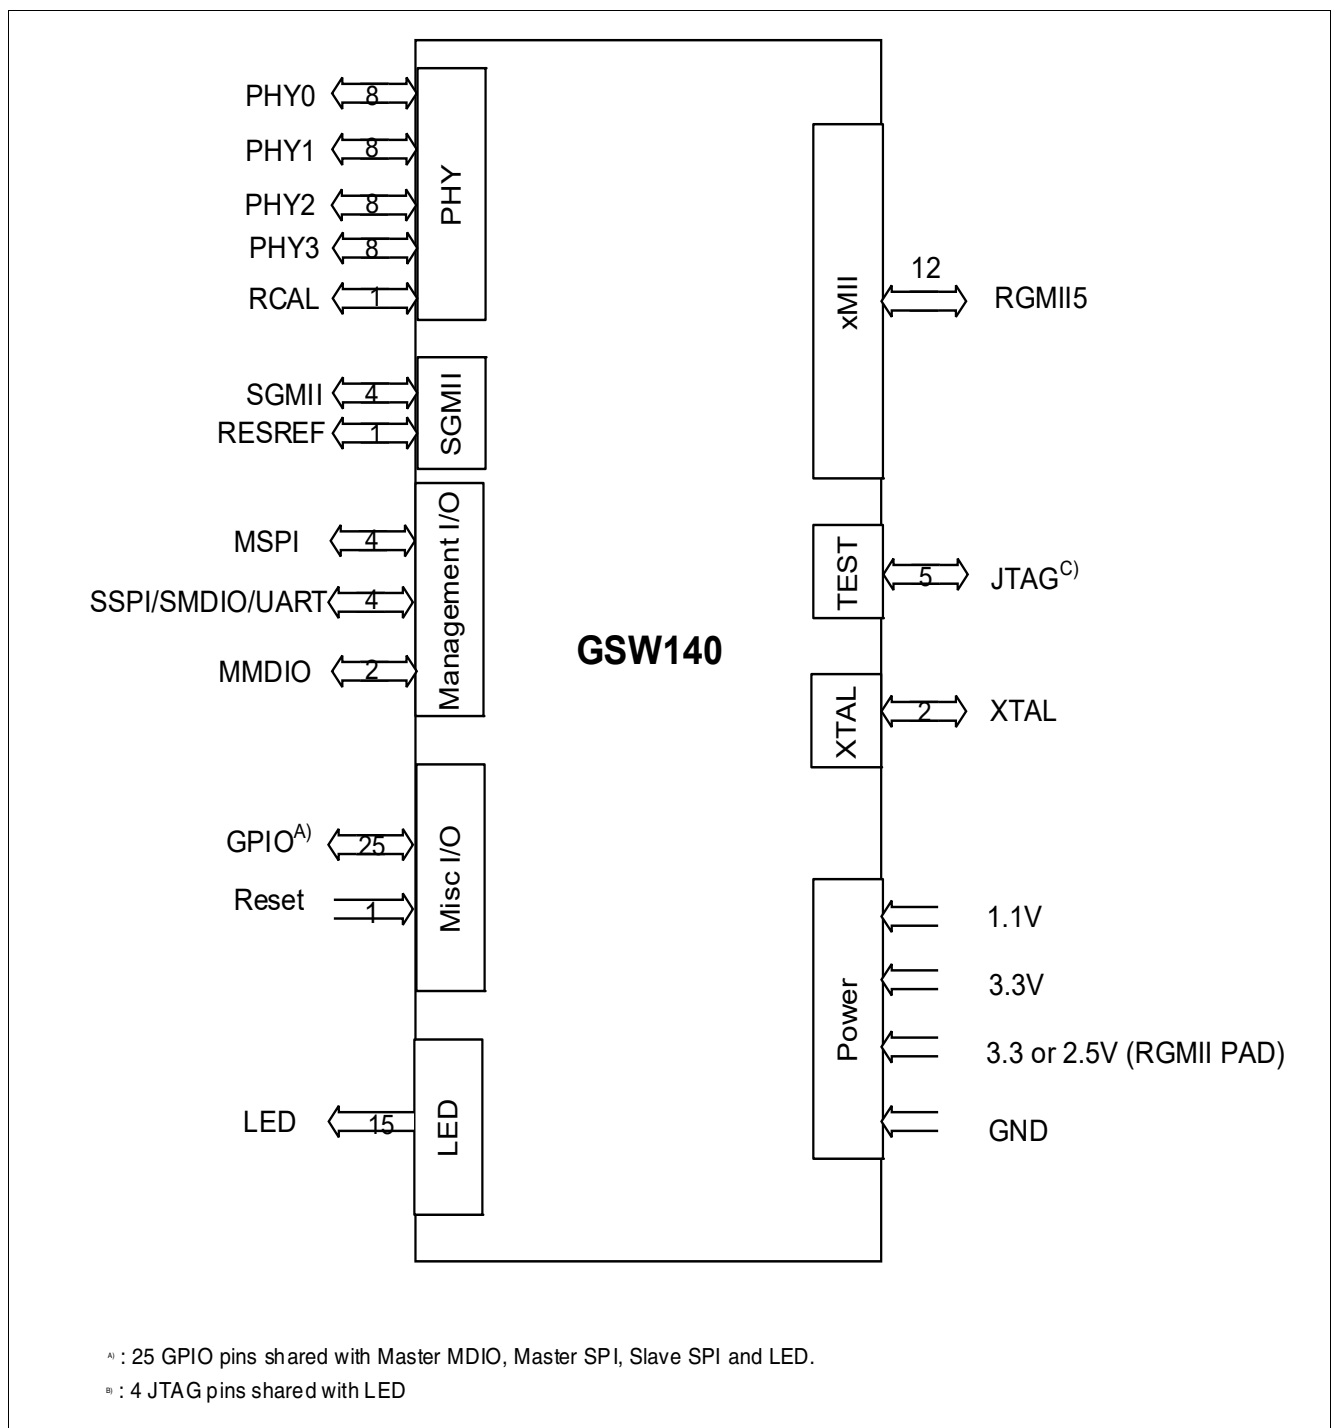 PHY0 8
PHY1 8
PHY2 8
PHY3 8
RCAL 1
PHY
SGMII 4
RESREF 1
SGMII
MSPI 4
SSPI/SMDIO/UART 4
MMDIO 2
Management I/O
GPIO A) 25
Reset 1
Misc I/O
LED 15
LED
GSW140
xMII
12
RGMII5
TEST
5 JTAG C)
XTAL
2 XTAL
Power
1.1V
3.3V
3.3 or 2.5V (RGMII PAD)
GND
A) : 25 GPIO pins shared with Master MDIO, Master SPI, Slave SPI and LED.
B) : 4 JTAG pins shared with LED